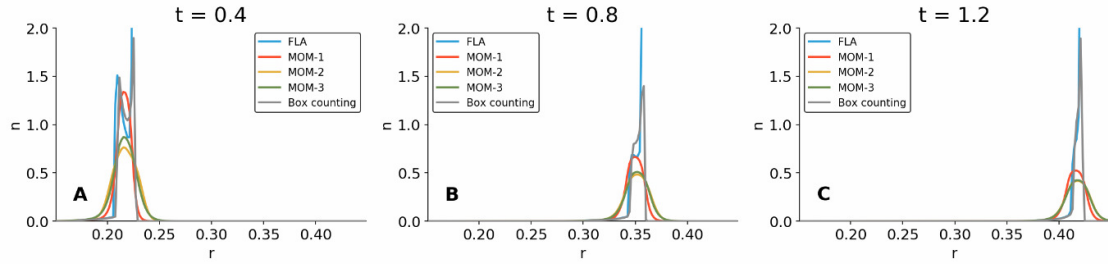 t = 0.4
2.0
1.5
1.0
0.5
0.0
n
0.20
0.25
0.30
0.35
0.40
r
FLA
MOM-1
MOM-2
MOM-3
Box counting
A
t = 0.8
2.0
1.5
1.0
0.5
0.0
n
0.20
0.25
0.30
0.35
0.40
r
FLA
MOM-1
MOM-2
MOM-3
Box counting
B
t = 1.2
2.0
1.5
1.0
0.5
0.0
n
0.20
0.25
0.30
0.35
0.40
r
FLA
MOM-1
MOM-2
MOM-3
Box counting
C